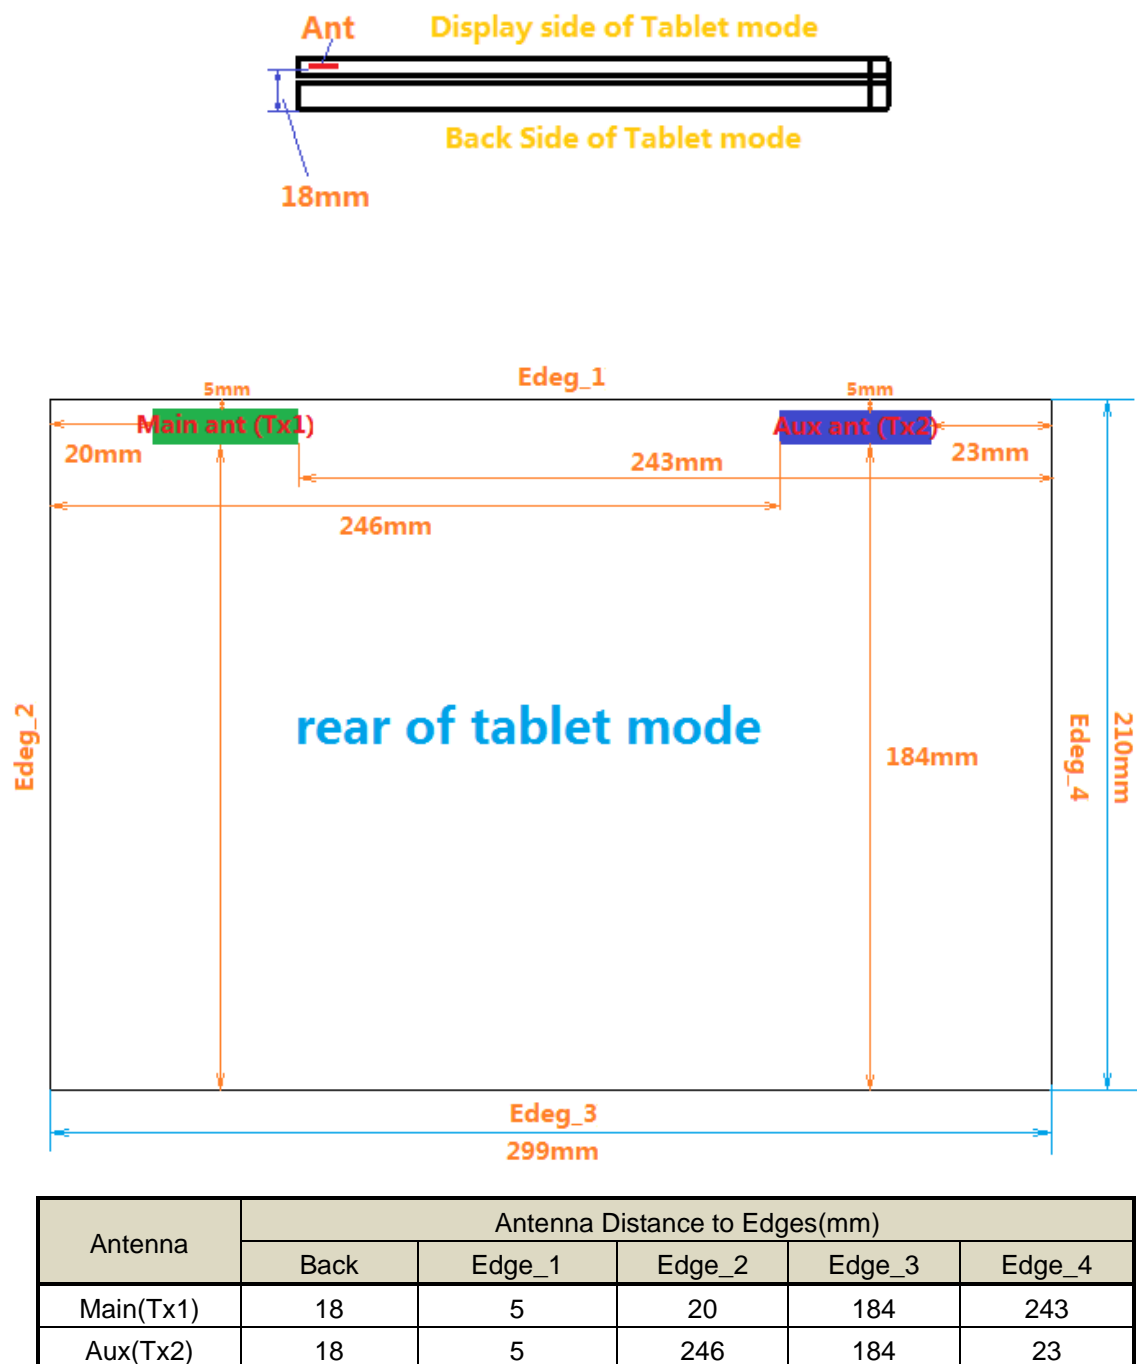 Ant
Display side of Tablet mode
Back Side of Tablet mode
18mm
Edeg_1
5mm
5mm
Main ant (Tx1)
Aux ant (Tx2)
20mm
243mm
23mm
246mm
Edeg_2
rear of tablet mode
184mm
Edeg_4
210mm
Edeg_3
299mm
Antenna
Antenna Distance to Edges(mm)
Back Edge_1 Edge_2 Edge_3 Edge_4
Main(Tx1) 18 5 20 184 243
Aux(Tx2) 18 5 246 184 23